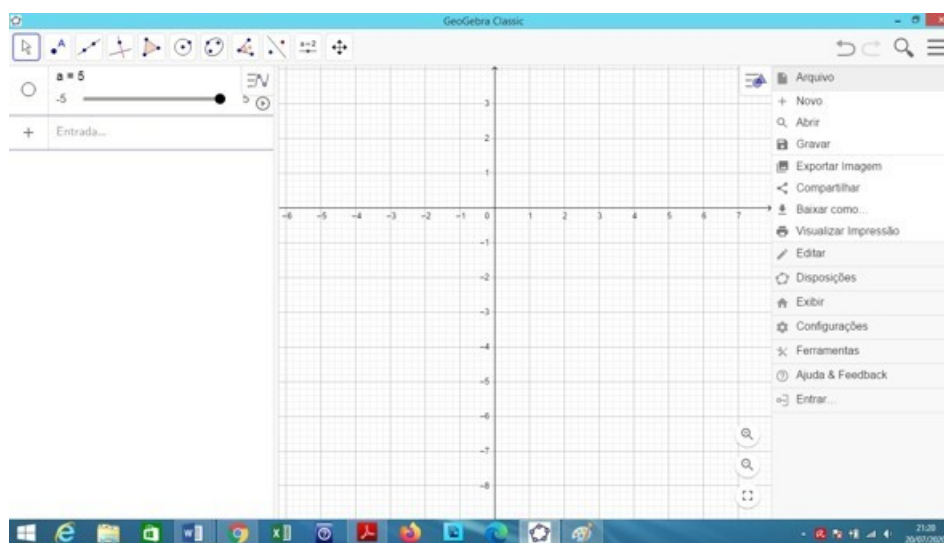 GeoGebra Classic
a = 5
-5
5
Entrada...
3
2
1
-6 -5 -4 -3 -2 -1 0 1 2 3 4 5 6 7
-1
-2
-3
-4
-5
-6
-7
-8
Arquivo
Novo
Abrir
Gravar
Exportar Imagem
Compartilhar
Baixar como...
Visualizar Impressão
Editar
Disposições
Exibir
Configurações
Ferramentas
Ajuda & Feedback
Entrar...
21:20